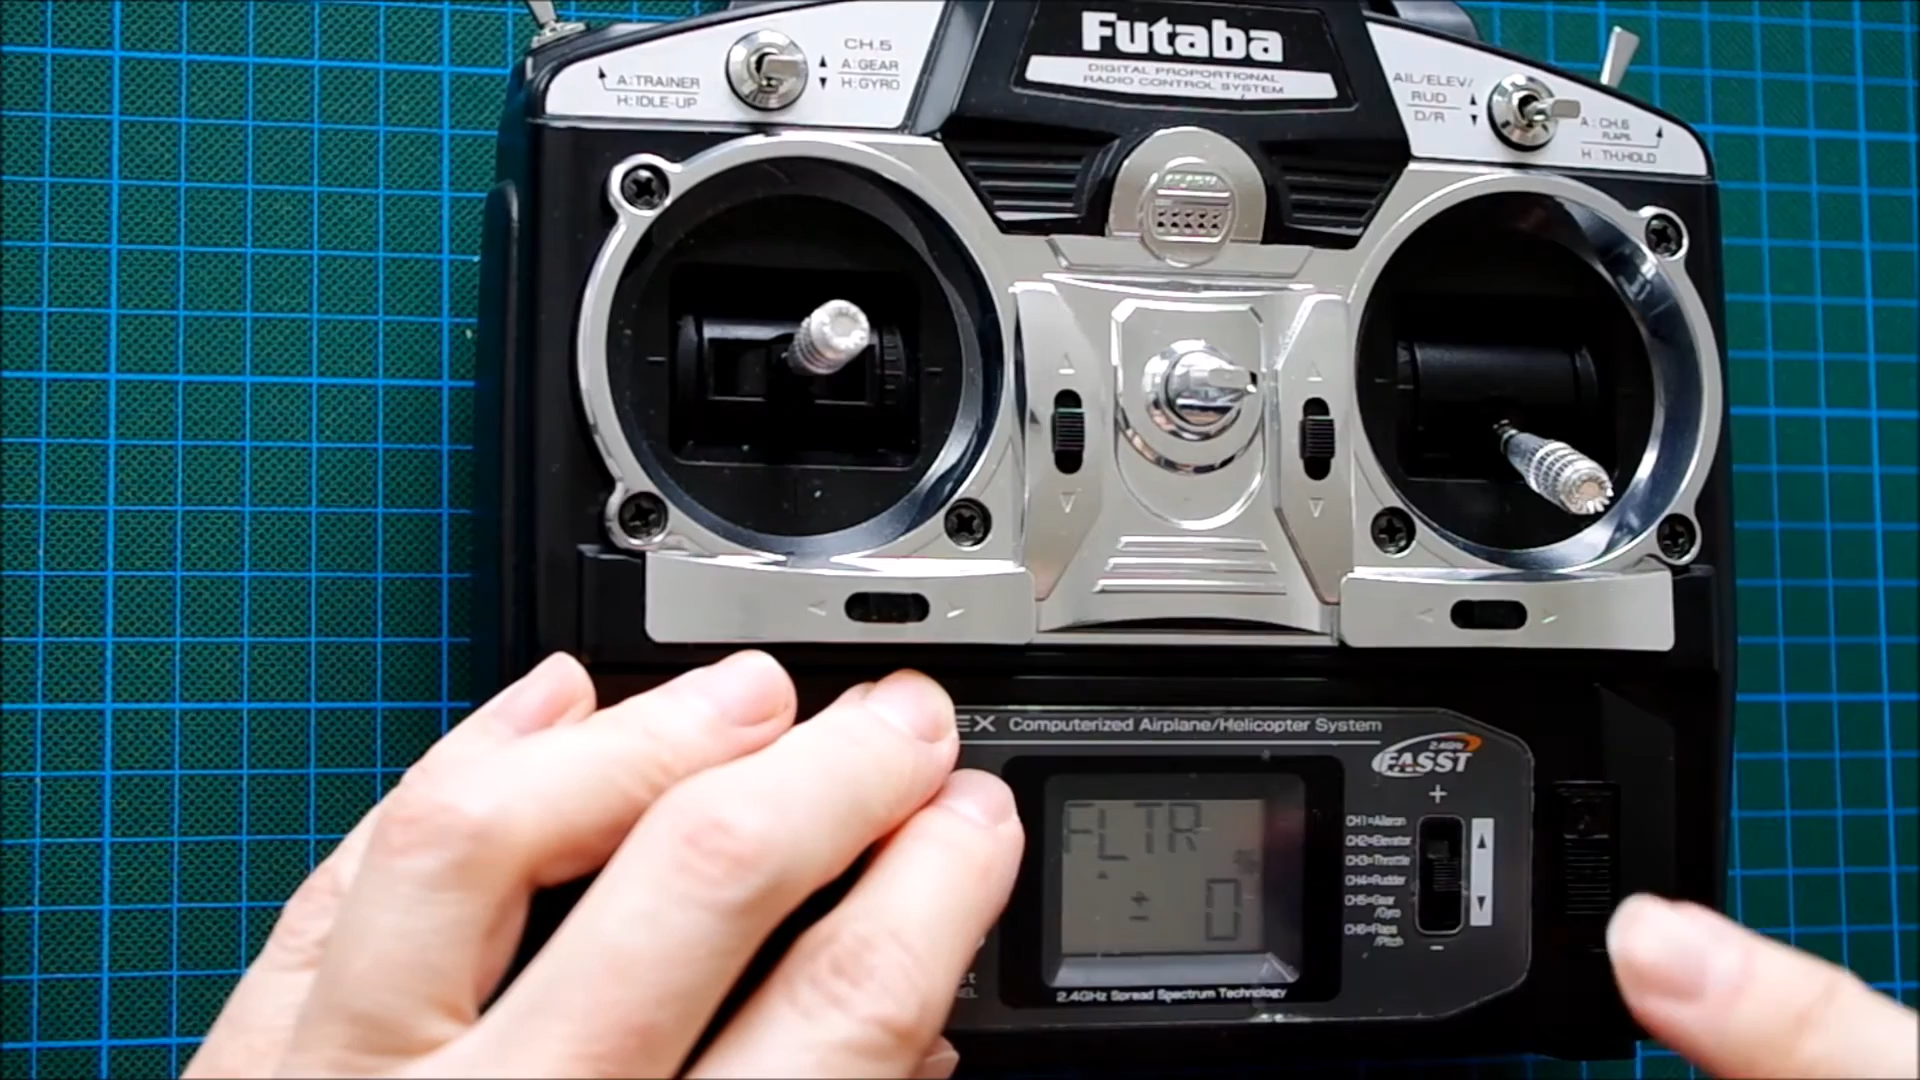 A:TRAINER
H:IDLE-UP
CH.5
A:GEAR
H:GYRO
Futaba
DIGITAL PROPORTIONAL
RADIO CONTROL SYSTEM
AIL/ELEV/
RUD
D/R
A:CH.6
FLAPS
H:TH.HOLD
EX Computerized Airplane/Helicopter System
2.4GHz
FASST
FLTR
± 0
+
CH1=Aileron
CH2=Elevator
CH3=Throttle
CH4=Rudder
CH5=Gear
/Gyro
CH6=Flaps
/Pitch
-
2.4GHz Spread Spectrum Technology